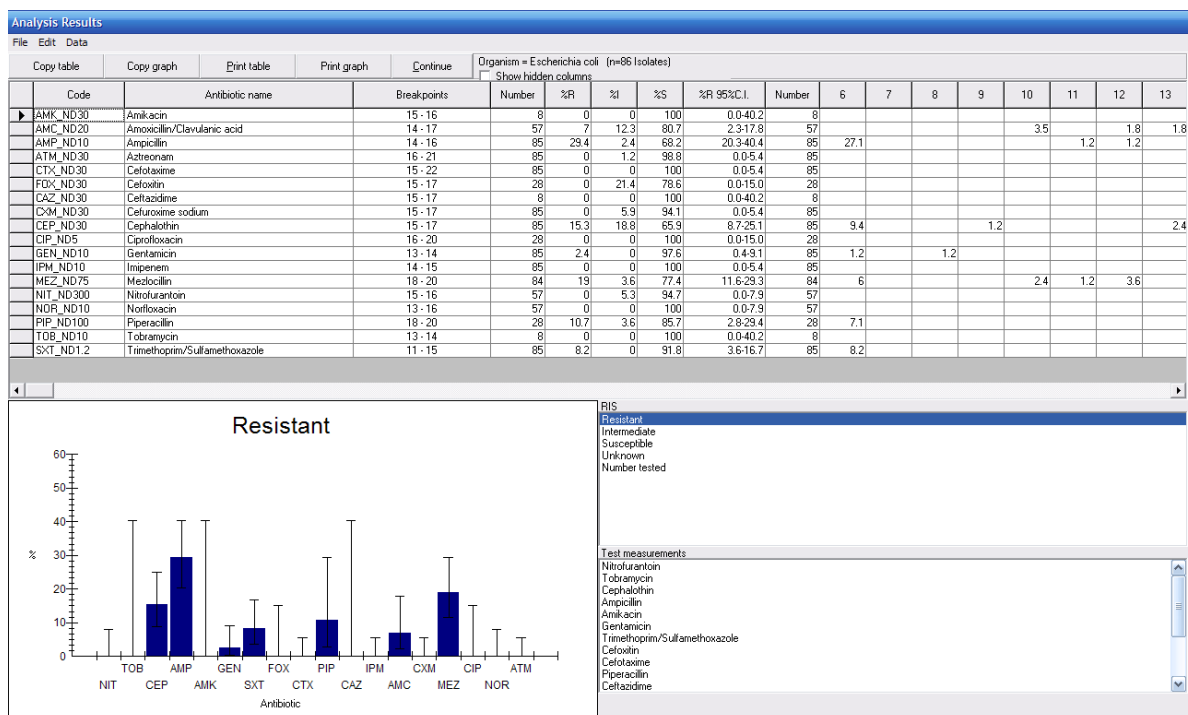 Analysis Results
File Edit Data
Copy table Copy graph Print table Print graph Continue Organism = Escherichia coli (n=86 Isolates)
Show hidden columns
Code Antibiotic name Breakpoints Number %R %I %S %R 95%C.I. Number 6 7 8 9 10 11 12 13
AMK_ND30 Amikacin 15 - 16 8 0 0 100 0.0-40.2 8
AMC_ND20 Amoxicillin/Clavulanic acid 14 - 17 57 7 12.3 80.7 2.3-17.8 57 3.5 1.8 1.8
AMP_ND10 Ampicillin 14 - 16 85 29.4 2.4 68.2 20.3-40.4 85 27.1 1.2 1.2
ATM_ND30 Aztreonam 16 - 21 85 0 1.2 98.8 0.0-5.4 85
CTX_ND30 Cefotaxime 15 - 22 85 0 0 100 0.0-5.4 85
FOX_ND30 Cefoxitin 15 - 17 28 0 21.4 78.6 0.0-15.0 28
CAZ_ND30 Ceftazidime 15 - 17 8 0 0 100 0.0-40.2 8
CXM_ND30 Cefuroxime sodium 15 - 17 85 0 5.9 94.1 0.0-5.4 85
CEP_ND30 Cephalothin 15 - 17 85 15.3 18.8 65.9 8.7-25.1 85 9.4 1.2 2.4
CIP_ND5 Ciprofloxacin 16 - 20 28 0 0 100 0.0-15.0 28
GEN_ND10 Gentamicin 13 - 14 85 2.4 0 97.6 0.4-9.1 85 1.2 1.2
IPM_ND10 Imipenem 14 - 15 85 0 0 100 0.0-5.4 85
MEZ_ND75 Mezlocillin 18 - 20 84 19 3.6 77.4 11.6-29.3 84 6 2.4 1.2 3.6
NIT_ND300 Nitrofurantoin 15 - 16 57 0 5.3 94.7 0.0-7.9 57
NOR_ND10 Norfloxacin 13 - 16 57 0 0 100 0.0-7.9 57
PIP_ND100 Piperacillin 18 - 20 28 10.7 3.6 85.7 2.8-29.4 28 7.1
TOB_ND10 Tobramycin 13 - 14 8 0 0 100 0.0-40.2 8
SXT_ND1.2 Trimethoprim/Sulfamethoxazole 11 - 15 85 8.2 0 91.8 3.6-16.7 85 8.2
Resistant
60
50
40
%
30
20
10
0
TOB AMP GEN FOX PIP IPM CXM CIP ATM
NIT CEP AMK SXT CTX CAZ AMC MEZ NOR
Antibiotic
RIS
Resistant
Intermediate
Susceptible
Unknown
Number tested
Test measurements
Nitrofurantoin
Tobramycin
Cephalothin
Ampicillin
Amikacin
Gentamicin
Trimethoprim/Sulfamethoxazole
Cefoxitin
Cefotaxime
Piperacillin
Ceftazidime